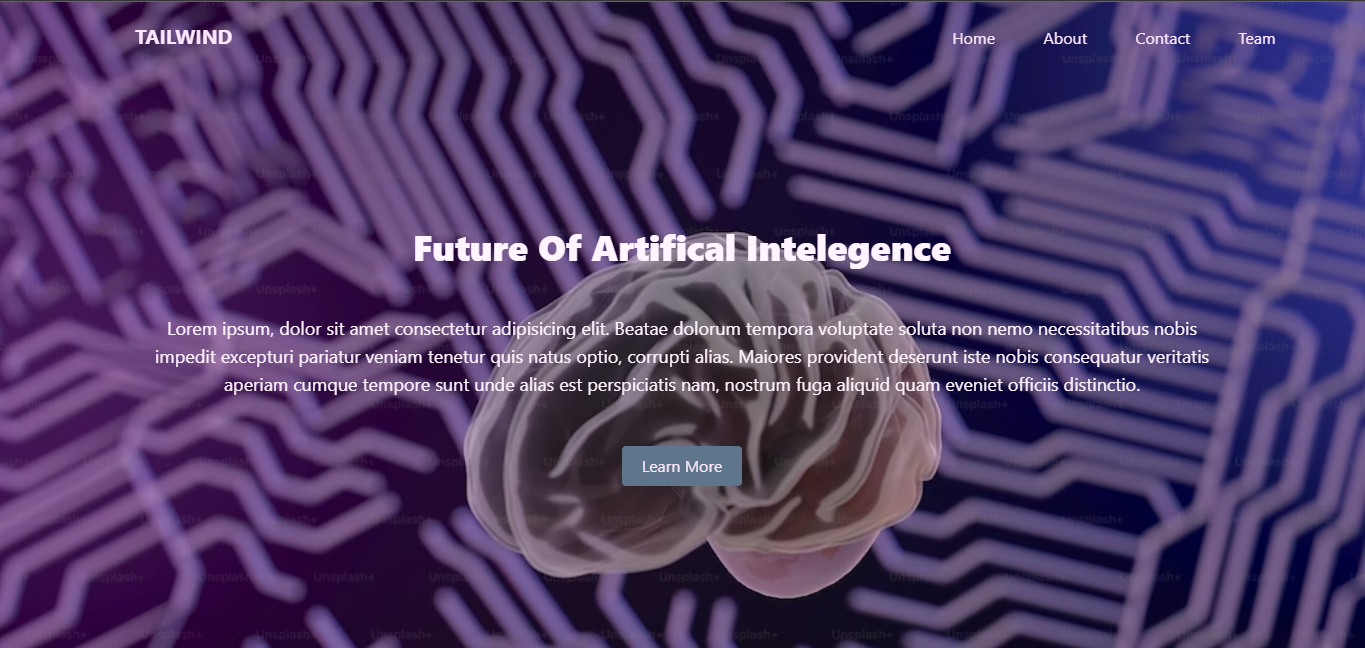 TAILWIND
Home About Contact Team
Future Of Artifical Intelegence
Lorem ipsum, dolor sit amet consectetur adipisicing elit. Beatae dolorum tempora voluptate soluta non nemo necessitatibus nobis
impedit excepturi pariatur veniam tenetur quis natus optio, corrupti alias. Maiores provident deserunt iste nobis consequatur veritatis
aperiam cumque tempore sunt unde alias est perspiciatis nam, nostrum fuga aliquid quam eveniet officiis distinctio.
Learn More
Unsplash+